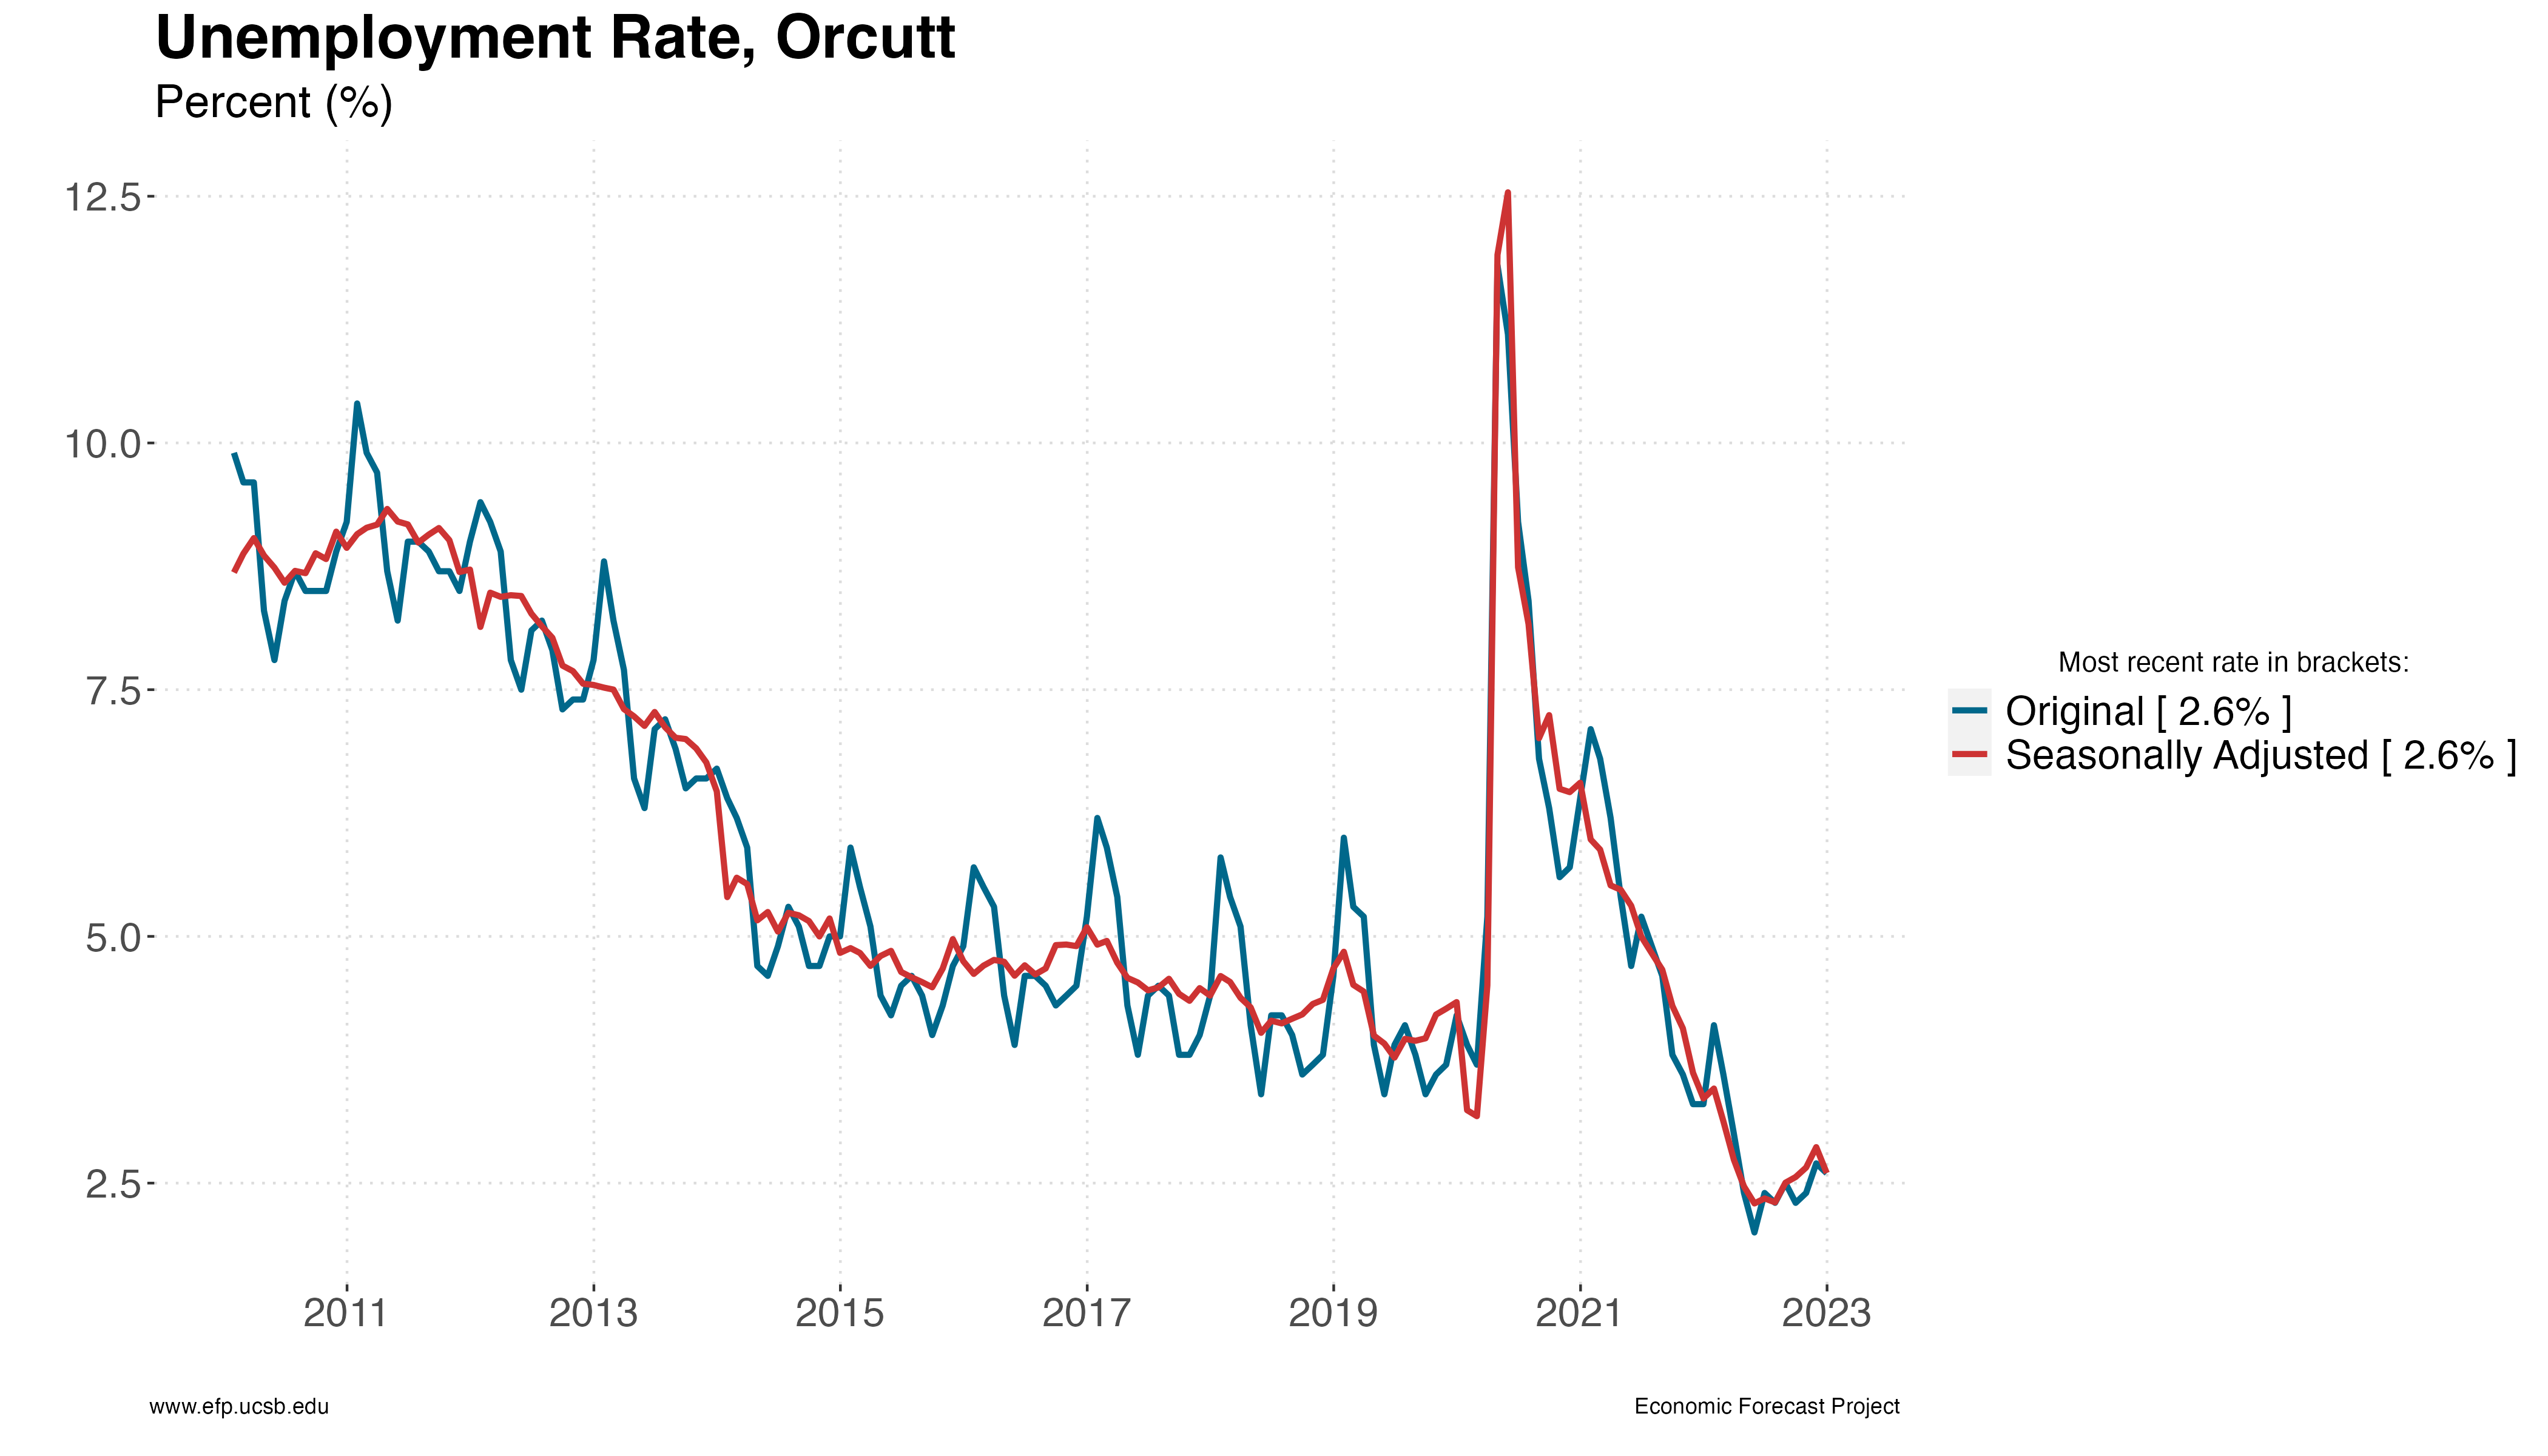 Unemployment Rate, Orcutt
Percent (%)
12.5
10.0
7.5
5.0
2.5
2011 2013 2015 2017 2019 2021 2023
Most recent rate in brackets:
Original [ 2.6% ]
Seasonally Adjusted [ 2.6% ]
www.efp.ucsb.edu
Economic Forecast Project